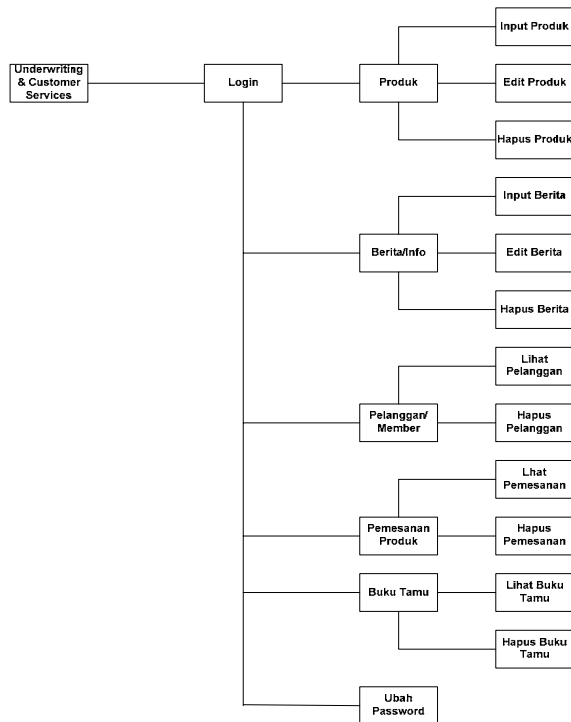 Input Produk
Underwriting
& Customer
Services
Login
Produk
Edit Produk
Hapus Produk
Input Berita
Berita/Info
Edit Berita
Hapus Berita
Lihat
Pelanggan
Pelanggan/
Member
Hapus
Pelanggan
Lhat
Pemesanan
Pemesanan
Produk
Hapus
Pemesanan
Buku Tamu
Lihat Buku
Tamu
Hapus Buku
Tamu
Ubah
Password